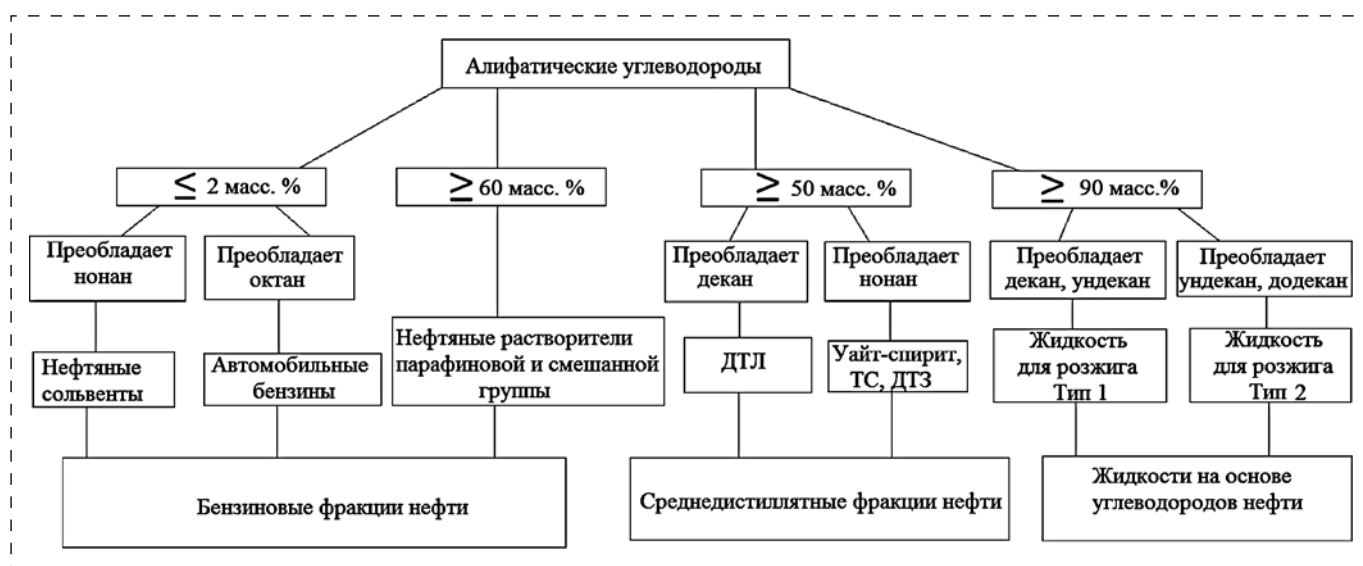 Алифатические углеводороды
≤ 2 масс. %
≥ 60 масс. %
≥ 50 масс. %
≥ 90 масс.%
Преобладает
нонан
Преобладает
октан
Преобладает
декан
Преобладает
нонан
Преобладает
декан, ундекан
Преобладает
ундекан, додекан
Нефтяные
сольвенты
Автомобильные
бензины
Нефтяные растворители
парафиновой и смешанной
группы
ДТЛ
Уайт-спирит,
ТС, ДТЗ
Жидкость
для розжига
Тип 1
Жидкость
для розжига
Тип 2
Бензиновые фракции нефти
Среднедистиллятные фракции нефти
Жидкости на основе
углеводородов нефти